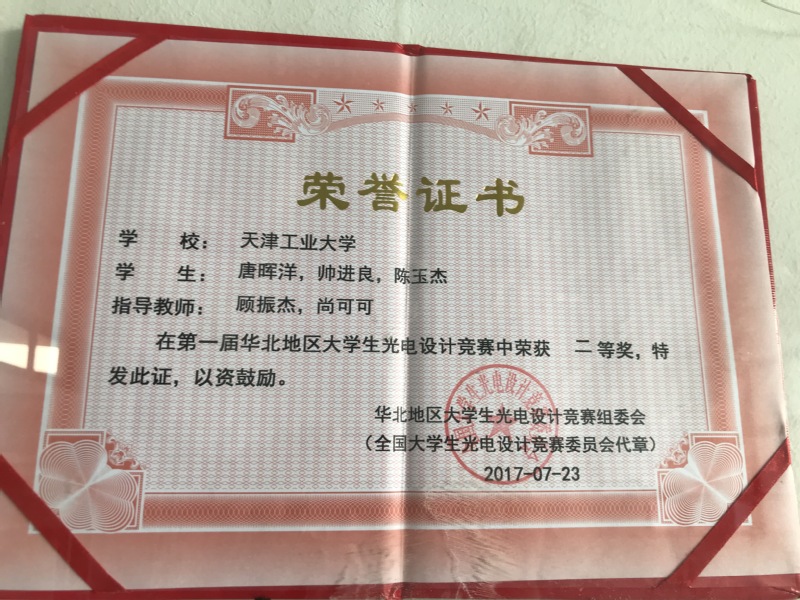 荣誉证书
学 校： 天津工业大学
学 生： 唐晖洋，帅进良，陈玉杰
指导教师： 顾振杰，尚可可
在第一届华北地区大学生光电设计竞赛中荣获 二 等奖，特
发此证，以资鼓励。
华北地区大学生光电设计竞赛组委会
（全国大学生光电设计竞赛委员会代章）
2017-07-23